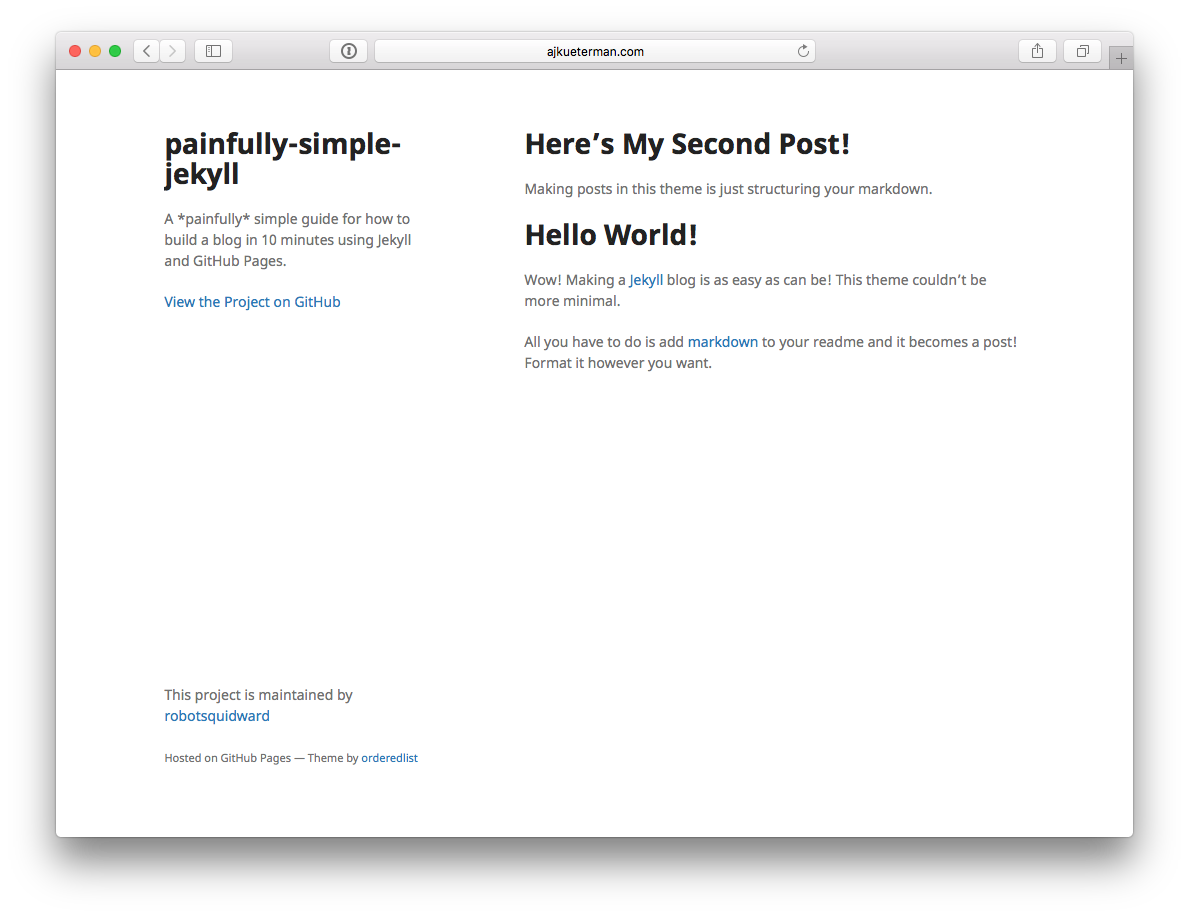 ajkueterman.com
painfully-simple-
jekyll
A *painfully* simple guide for how to
build a blog in 10 minutes using Jekyll
and GitHub Pages.
View the Project on GitHub
This project is maintained by
robotsquidward
Hosted on GitHub Pages — Theme by orderedlist
Here’s My Second Post!
Making posts in this theme is just structuring your markdown.
Hello World!
Wow! Making a Jekyll blog is as easy as can be! This theme couldn’t be
more minimal.
All you have to do is add markdown to your readme and it becomes a post!
Format it however you want.